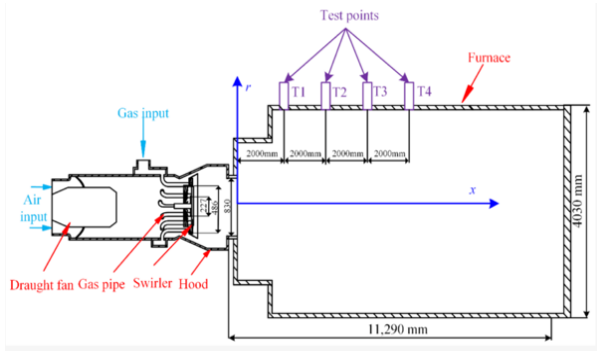 Test points
Furnace
r
T1
T2
T3
T4
Gas input
2000mm
2000mm
2000mm
2000mm
Air
input
222
486
830
x
4030 mm
Draught fan
Gas pipe
Swirler
Hood
11,290 mm